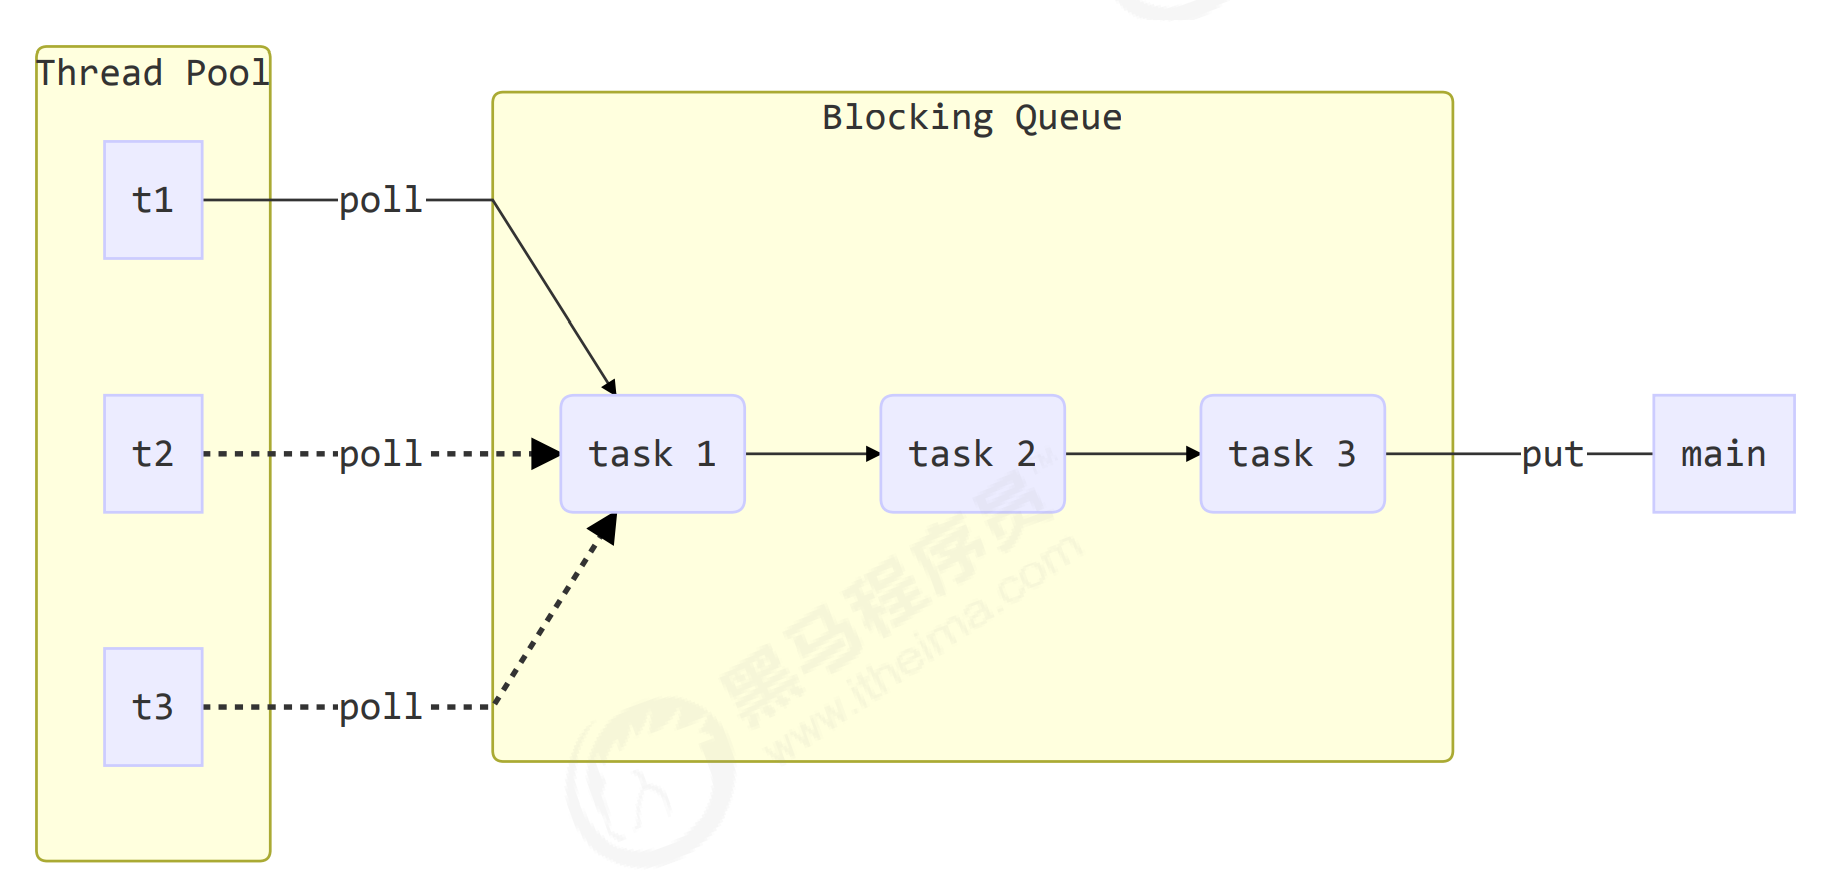 Thread Pool
Blocking Queue
t1
poll
t2
poll
task 1
task 2
task 3
put
main
t3
poll
黑马程序员
www.itheima.com